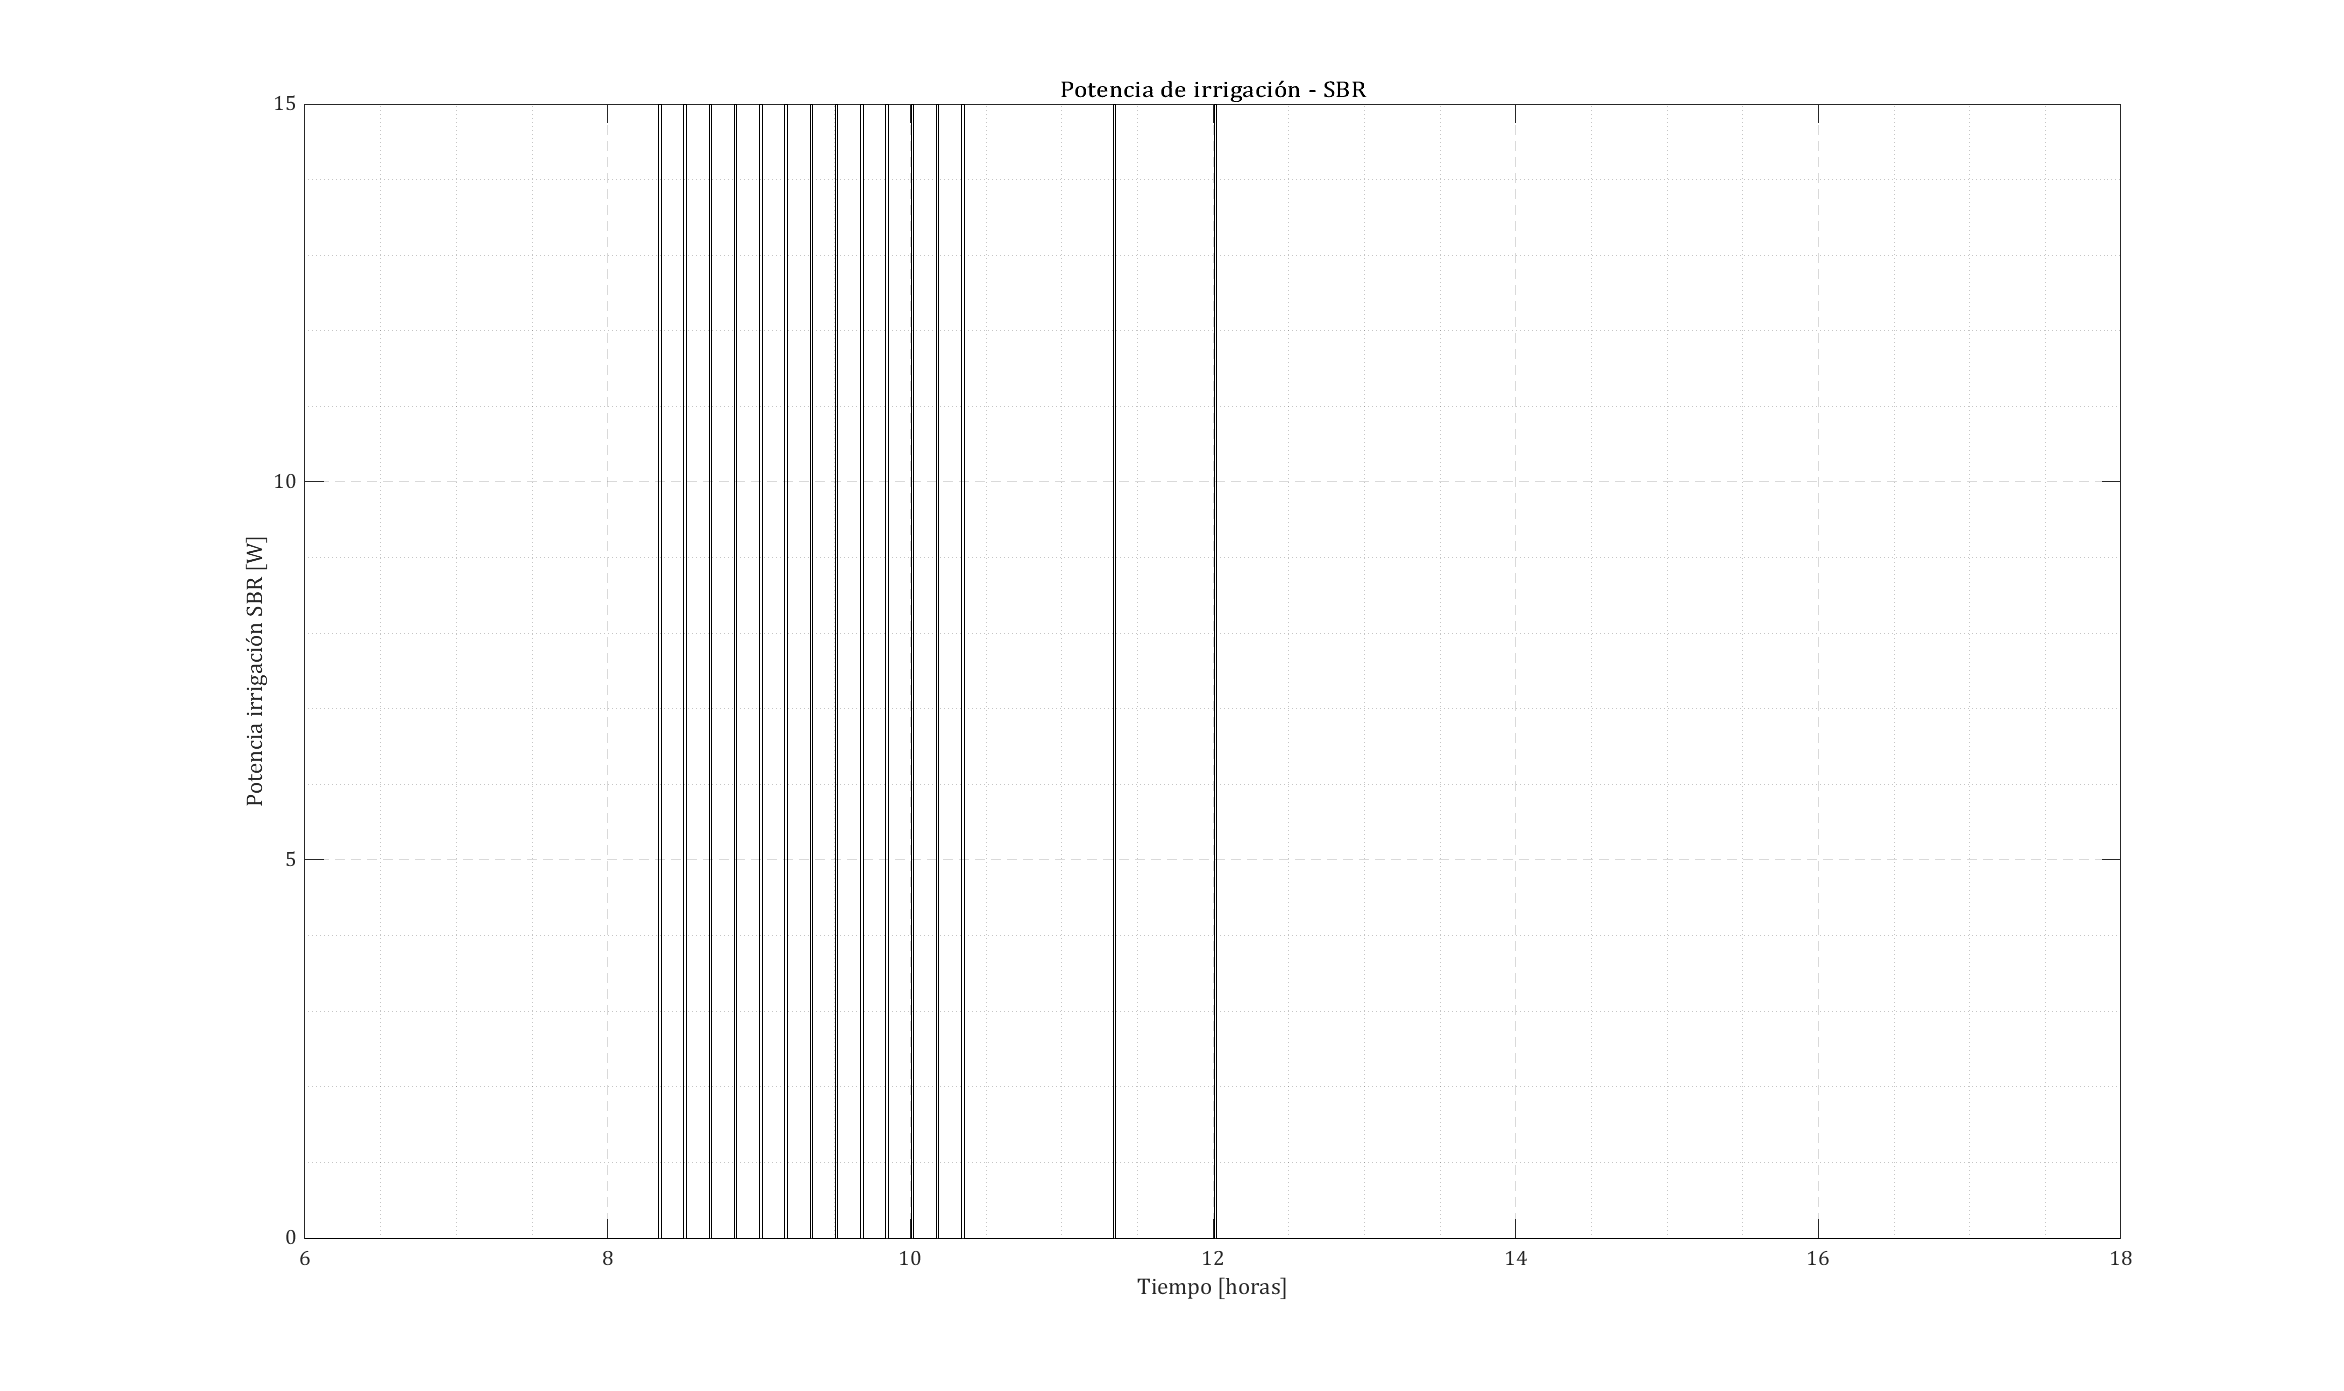 Potencia de irrigación - SBR
15
10
5
0
Potencia irrigación SBR [W]
6 8 10 12 14 16 18
Tiempo [horas]